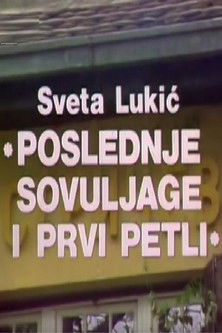 Sveta Lukić
•POSLEDNJE
SOVULJAGE
I PRVI PETLI•